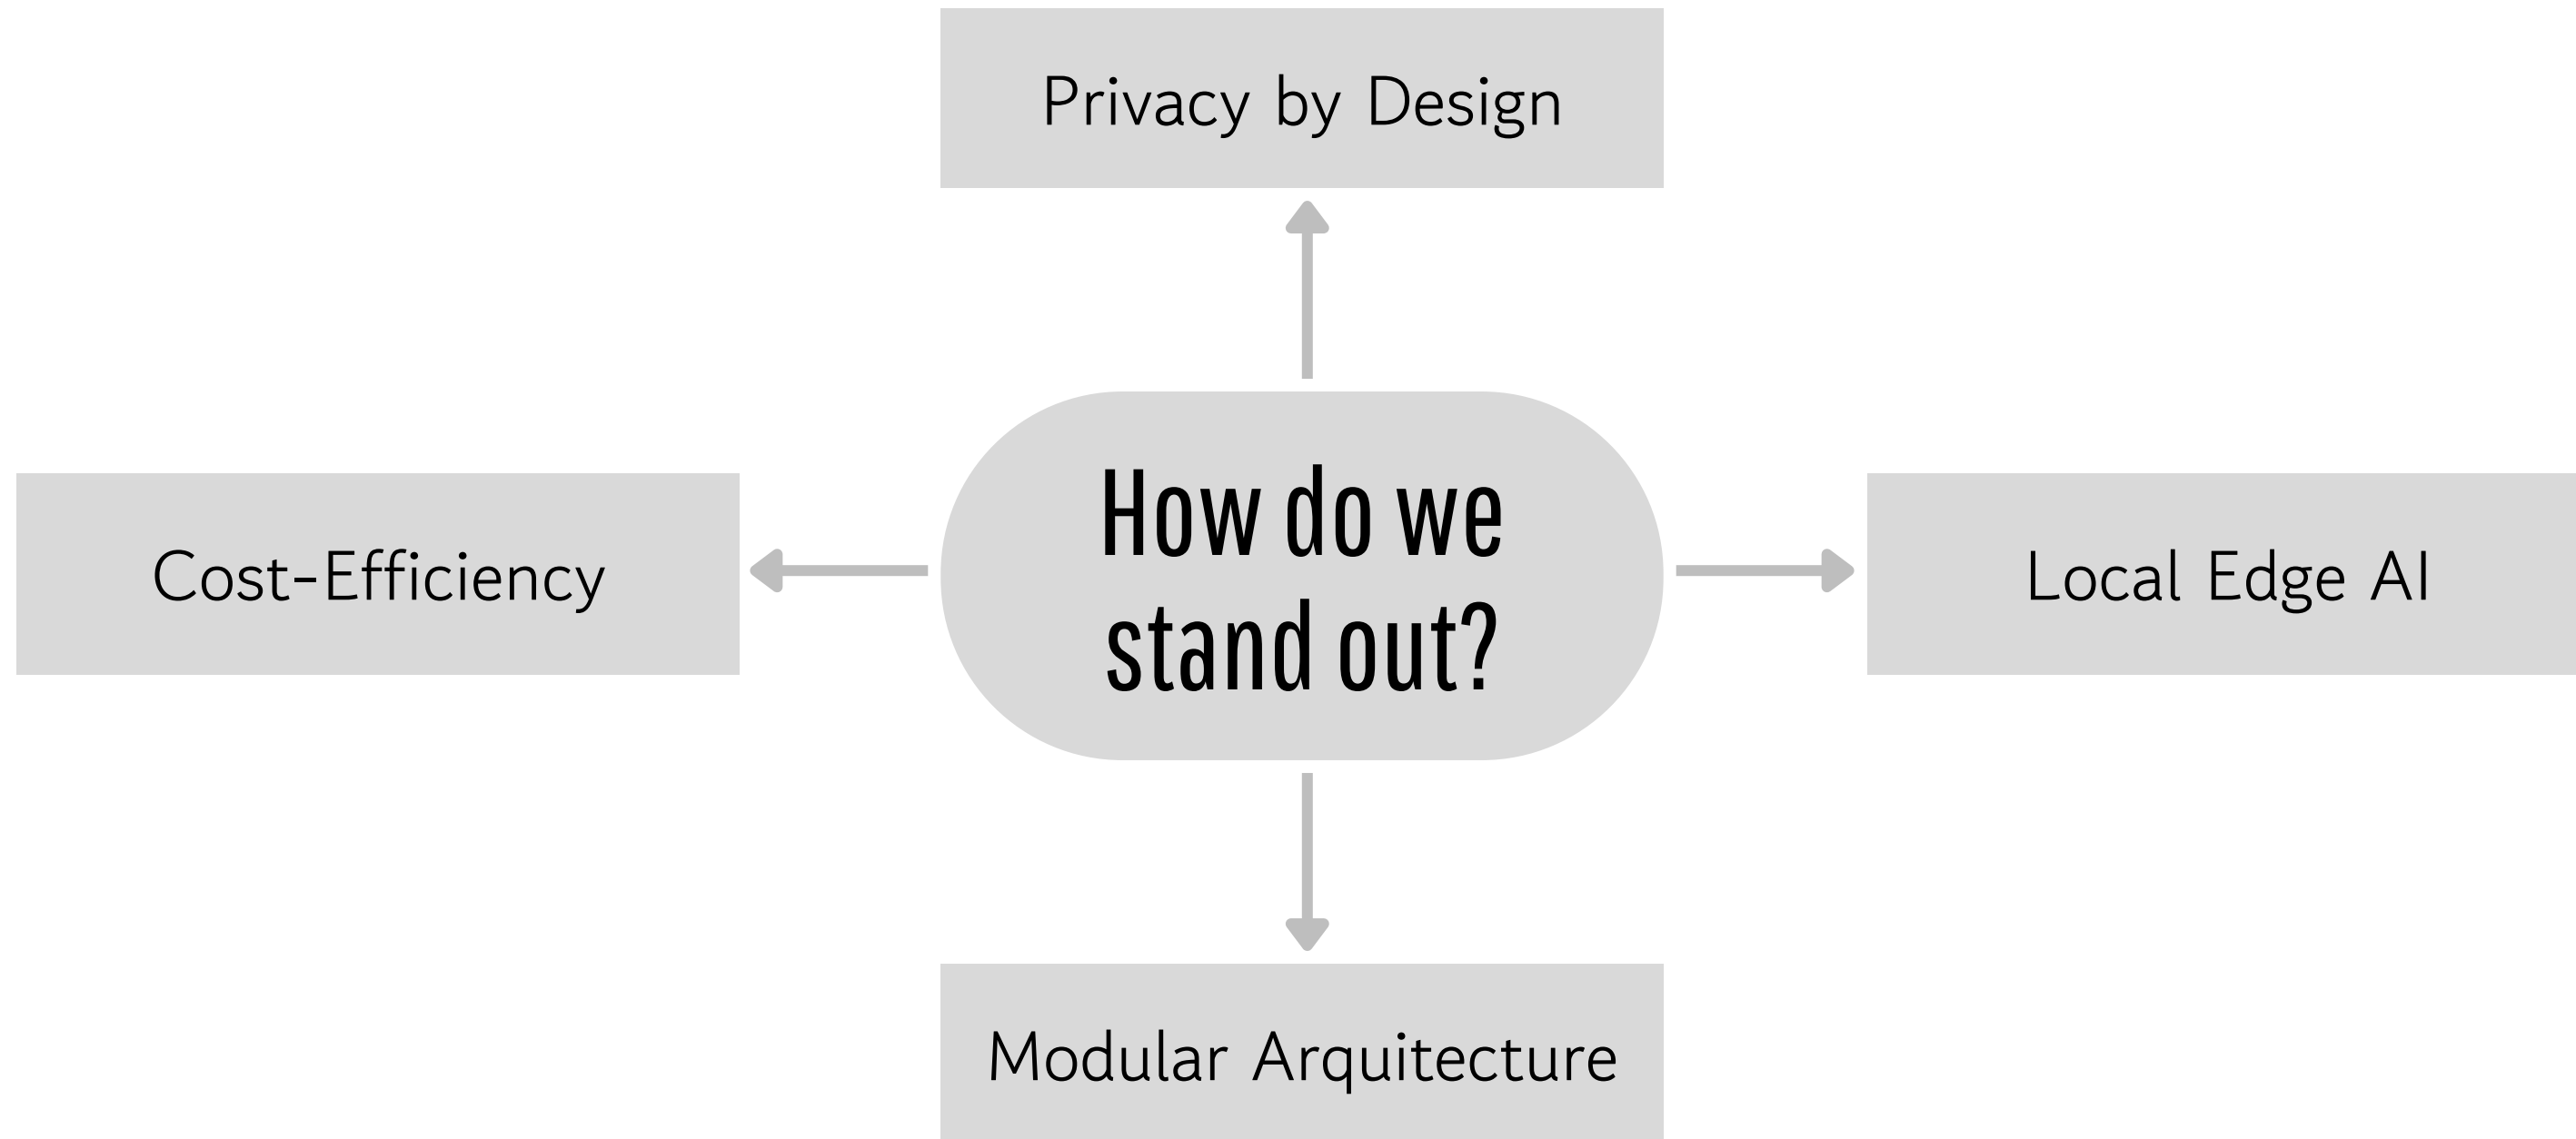 Privacy by Design
How do we
stand out?
Cost-Efficiency
Local Edge AI
Modular Arquitecture